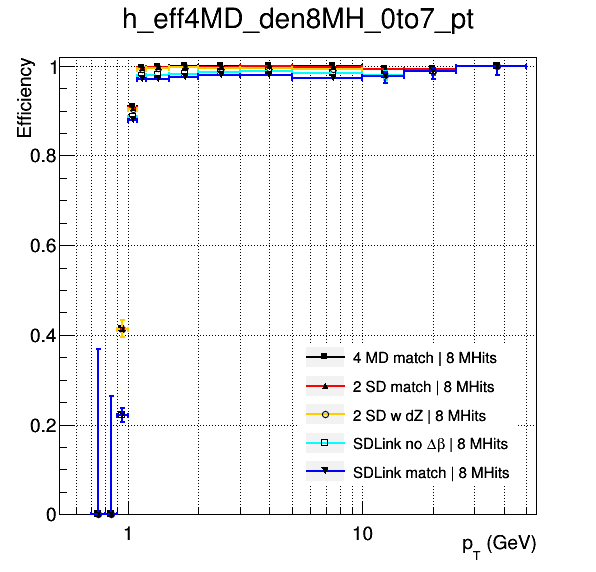 h_eff4MD_den8MH_0to7_pt
Efficiency
1
0.8
0.6
0.4
0.2
0
4 MD match | 8 MHits
2 SD match | 8 MHits
2 SD w dZ | 8 MHits
SDLink no Δβ | 8 MHits
SDLink match | 8 MHits
1
10
p_T (GeV)